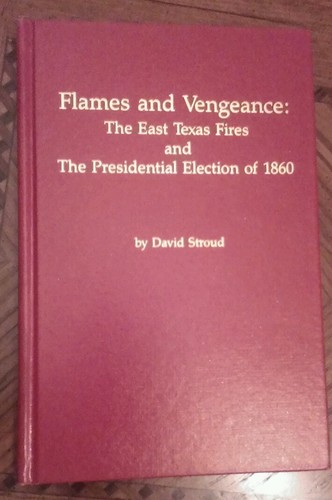 Flames and Vengeance:
The East Texas Fires
and
The Presidential Election of 1860
by David Stroud